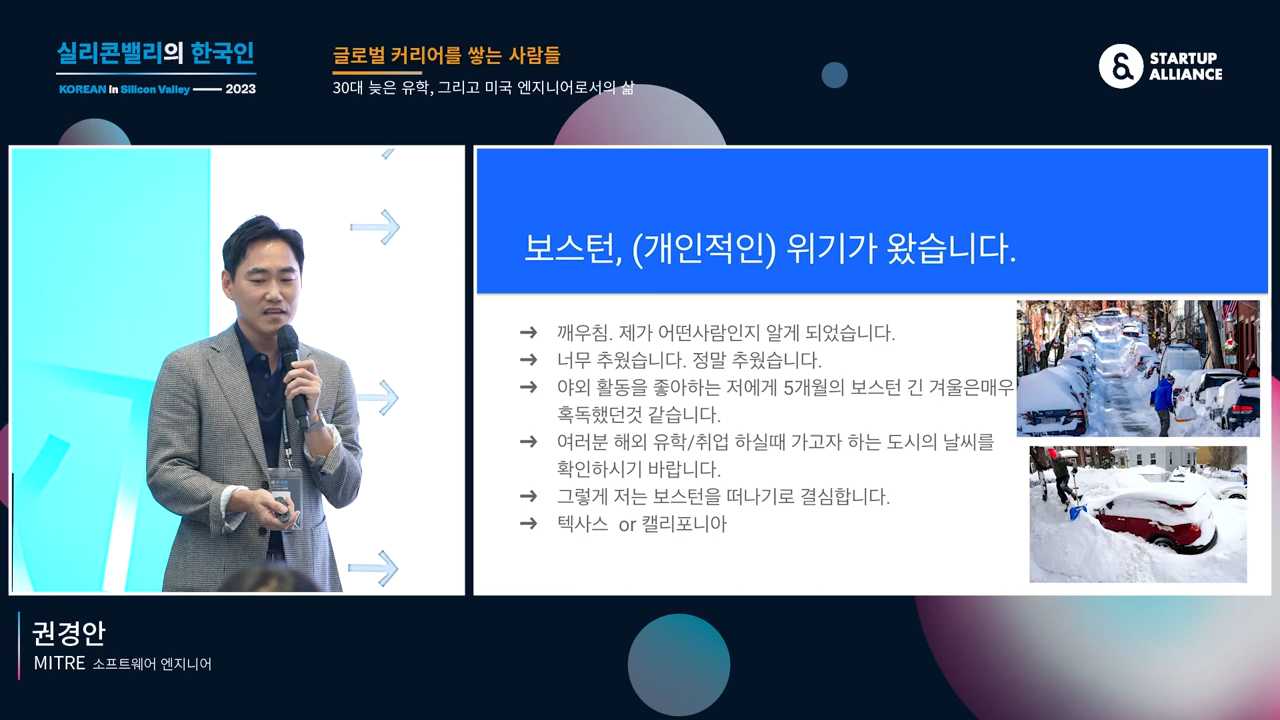 실리콘밸리의 한국인
KOREAN in Silicon Valley 2023
글로벌 커리어를 쌓는 사람들
30대 늦은 유학, 그리고 미국 엔지니어로서의 삶
STARTUP
ALLIANCE
보스턴, (개인적인) 위기가 왔습니다.
→ 깨우침. 제가 어떤사람인지 알게 되었습니다.
→ 너무 추웠습니다. 정말 추웠습니다.
→ 야외 활동을 좋아하는 저에게 5개월의 보스턴 긴 겨울은매우
혹독했던것 같습니다.
→ 여러분 해외 유학/취업 하실때 가고자 하는 도시의 날씨를
확인하시기 바랍니다.
→ 그렇게 저는 보스턴을 떠나기로 결심합니다.
→ 텍사스 or 캘리포니아
권경안
MITRE 소프트웨어 엔지니어